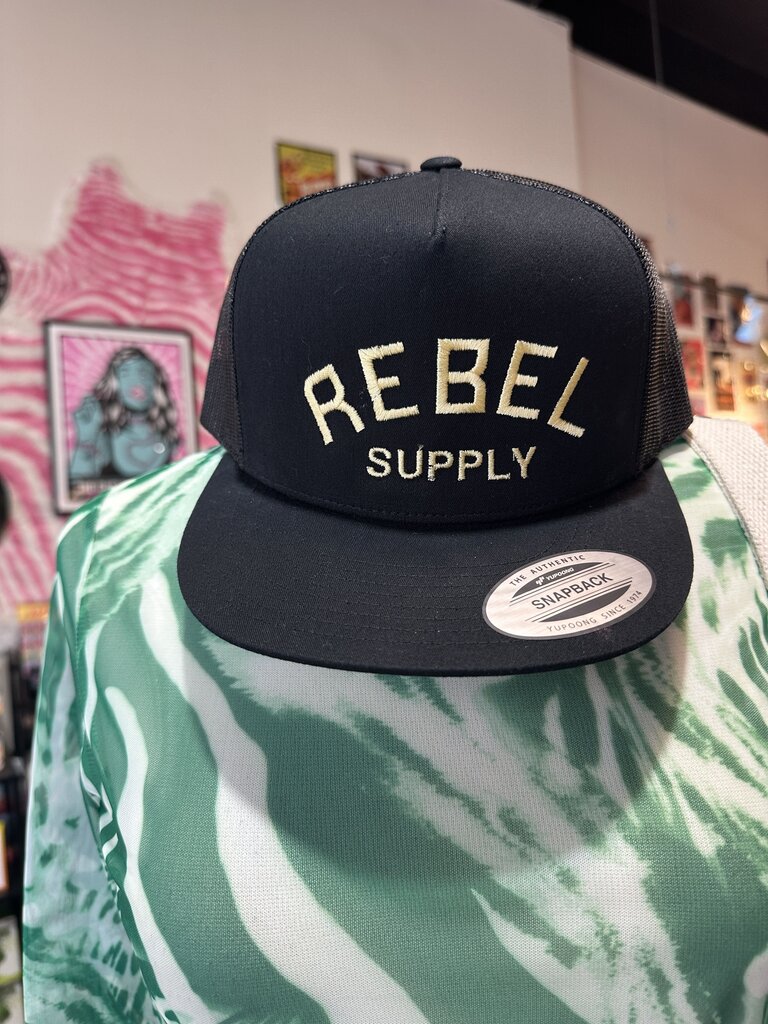 REBEL
SUPPLY
THE AUTHENTIC
YUPOONG
SNAPBACK
YUPOONG SINCE 1974